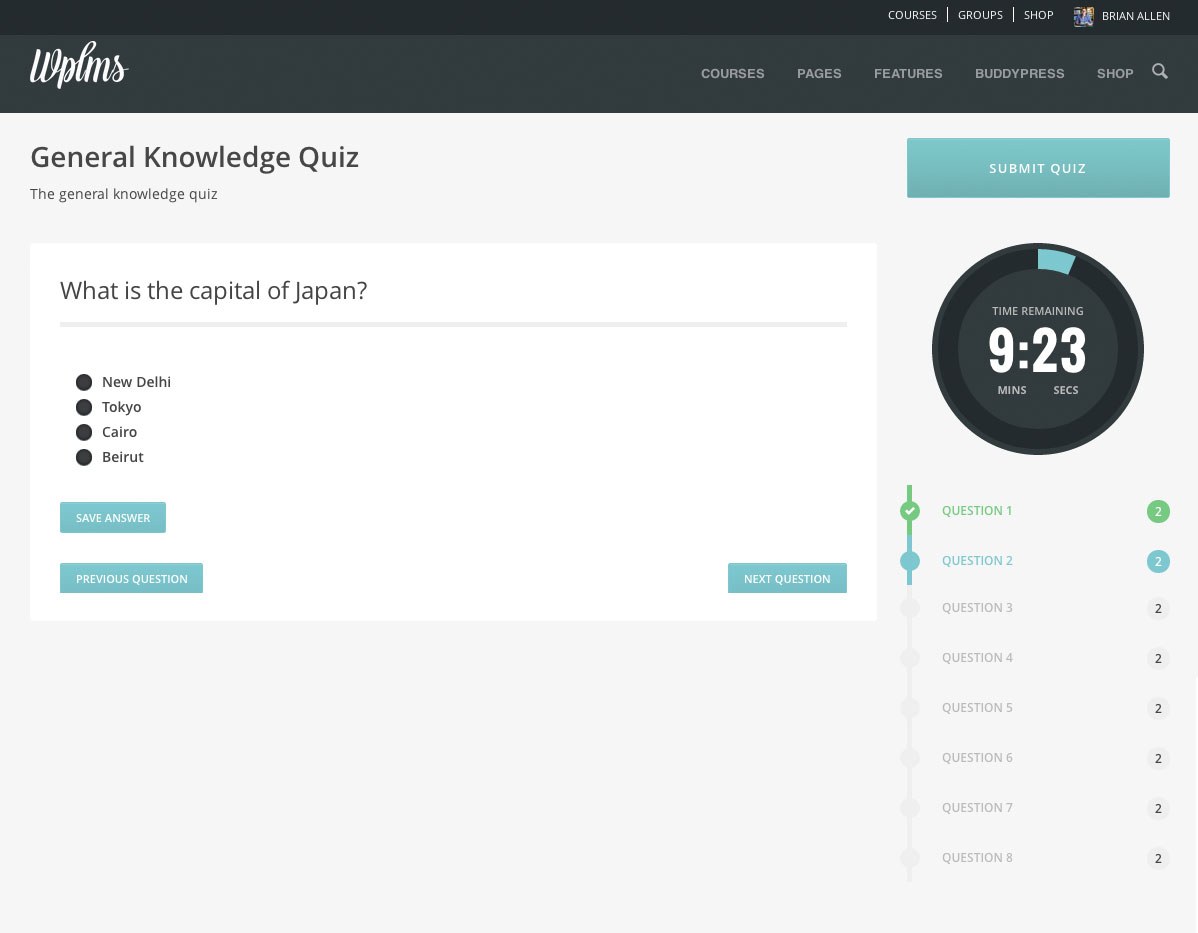 COURSES GROUPS SHOP BRIAN ALLEN
Wplms
COURSES PAGES FEATURES BUDDYPRESS SHOP
General Knowledge Quiz
The general knowledge quiz
SUBMIT QUIZ
What is the capital of Japan?
New Delhi
Tokyo
Cairo
Beirut
SAVE ANSWER
PREVIOUS QUESTION NEXT QUESTION
TIME REMAINING
9:23
MINS SECS
QUESTION 1 2
QUESTION 2 2
QUESTION 3 2
QUESTION 4 2
QUESTION 5 2
QUESTION 6 2
QUESTION 7 2
QUESTION 8 2